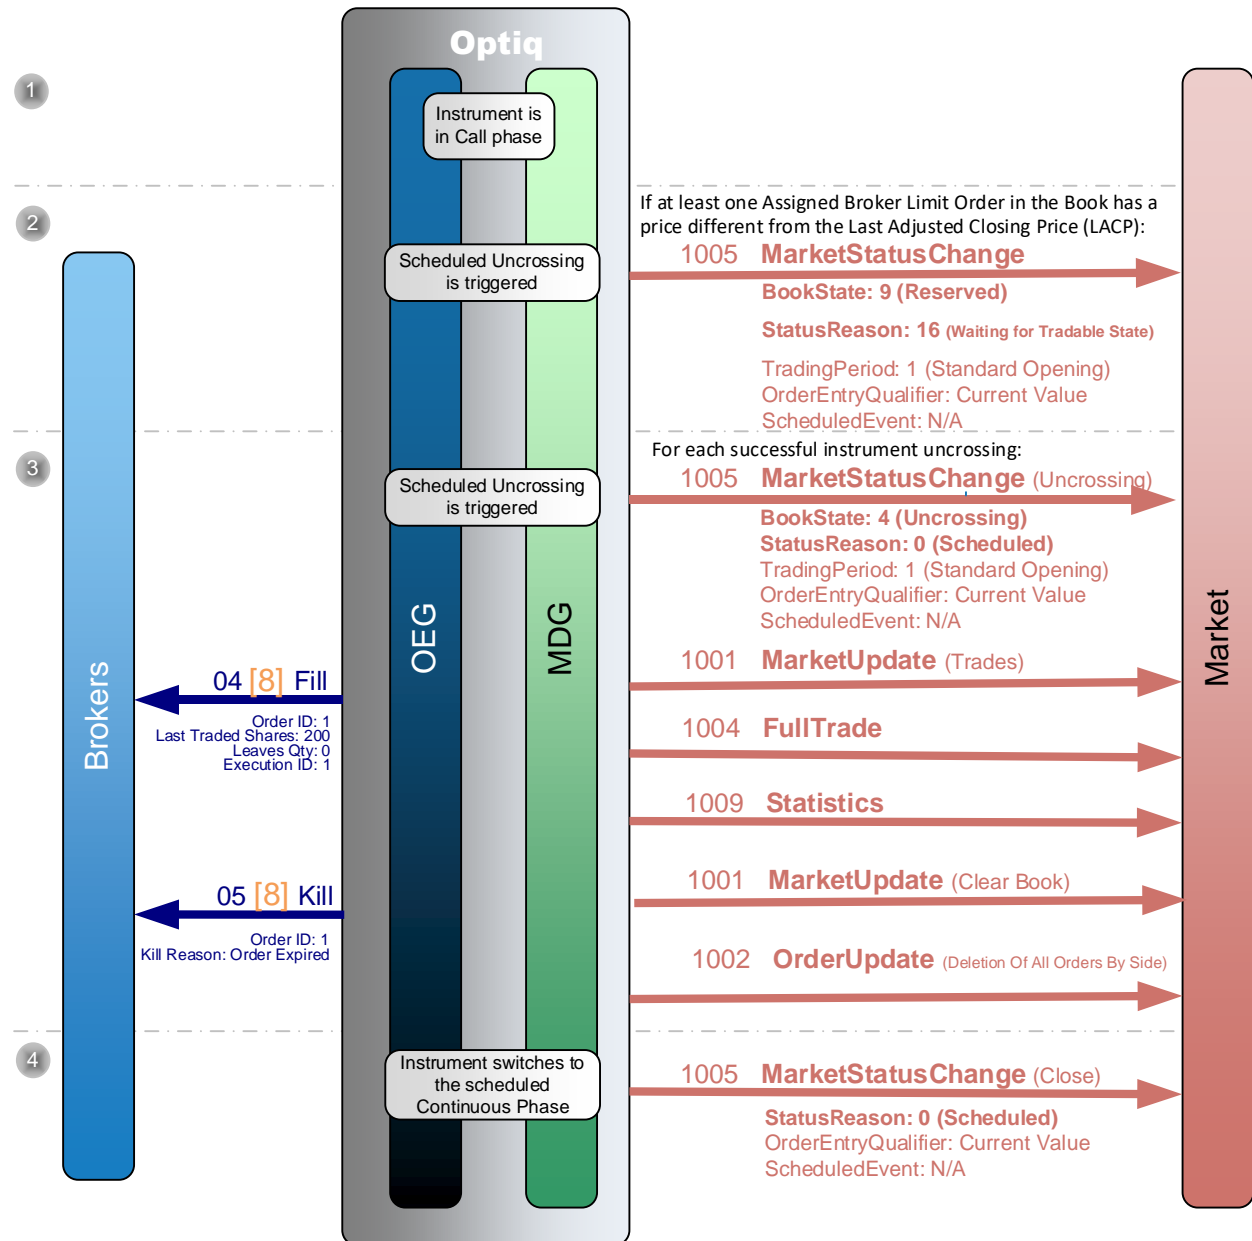 Optiq
1
Instrument is
in Call phase
2
If at least one Assigned Broker Limit Order in the Book has a
price different from the Last Adjusted Closing Price (LACP):
Scheduled Uncrossing
is triggered
1005 MarketStatusChange
BookState: 9 (Reserved)
StatusReason: 16 (Waiting for Tradable State)
TradingPeriod: 1 (Standard Opening)
OrderEntryQualifier: Current Value
ScheduledEvent: N/A
3
For each successful instrument uncrossing:
Scheduled Uncrossing
is triggered
1005 MarketStatusChange (Uncrossing)
BookState: 4 (Uncrossing)
StatusReason: 0 (Scheduled)
TradingPeriod: 1 (Standard Opening)
OrderEntryQualifier: Current Value
ScheduledEvent: N/A
Brokers
OEG
MDG
Market
04 [8] Fill
Order ID: 1
Last Traded Shares: 200
Leaves Qty: 0
Execution ID: 1
1001 MarketUpdate (Trades)
1004 FullTrade
1009 Statistics
05 [8] Kill
Order ID: 1
Kill Reason: Order Expired
1001 MarketUpdate (Clear Book)
1002 OrderUpdate (Deletion Of All Orders By Side)
4
Instrument switches to
the scheduled
Continuous Phase
1005 MarketStatusChange (Close)
StatusReason: 0 (Scheduled)
OrderEntryQualifier: Current Value
ScheduledEvent: N/A